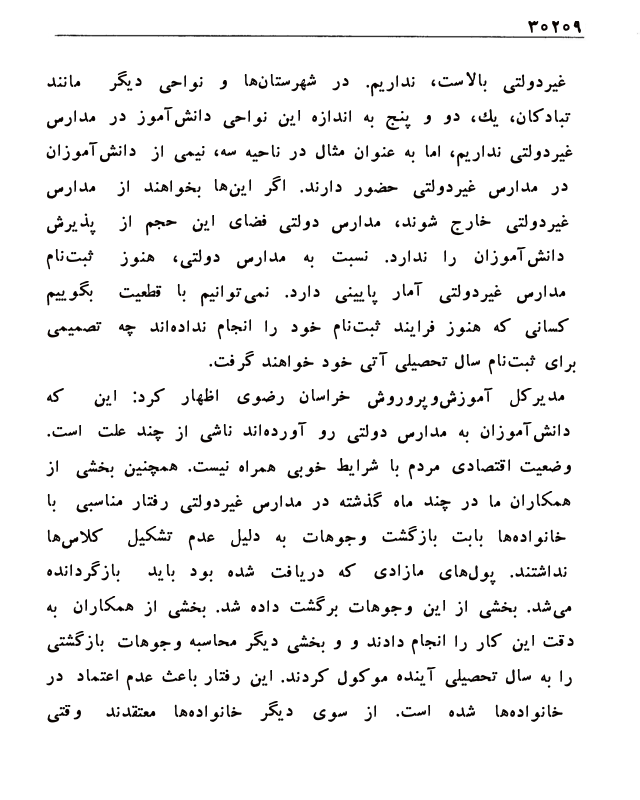 ۳۰۲۰۹
غیردولتی بالاست، نداریم. در شهرستان‌ها و نواحی دیگر مانند
تبادکان، یك، دو و پنج به اندازه این نواحی دانش‌آموز در مدارس
غیردولتی نداریم، اما به عنوان مثال در ناحیه سه، نیمی از دانش‌آموزان
در مدارس غیردولتی حضور دارند. اگر این‌ها بخواهند از مدارس
غیردولتی خارج شوند، مدارس دولتی فضای این حجم از پذیرش
دانش‌آموزان را ندارد. نسبت به مدارس دولتی، هنوز ثبت‌نام
مدارس غیردولتی آمار پایینی دارد. نمی‌توانیم با قطعیت بگوییم
کسانی که هنوز فرایند ثبت‌نام خود را انجام نداده‌اند چه تصمیمی
برای ثبت‌نام سال تحصیلی آتی خود خواهند گرفت.
مدیرکل آموزش‌وپروروش خراسان رضوی اظهار کرد: این که
دانش‌آموزان به مدارس دولتی رو آورده‌اند ناشی از چند علت است.
وضعیت اقتصادی مردم با شرایط خوبی همراه نیست. همچنین بخشی از
همکاران ما در چند ماه گذشته در مدارس غیردولتی رفتار مناسبی با
خانواده‌ها بابت بازگشت وجوهات به دلیل عدم تشکیل کلاس‌ها
نداشتند. پول‌های مازادی که دریافت شده بود باید بازگردانده
می‌شد. بخشی از این وجوهات برگشت داده شد. بخشی از همکاران به
دقت این کار را انجام دادند و و بخشی دیگر محاسبه وجوهات بازگشتی
را به سال تحصیلی آینده موکول کردند. این رفتار باعث عدم اعتماد در
خانواده‌ها شده است. از سوی دیگر خانواده‌ها معتقدند وقتی